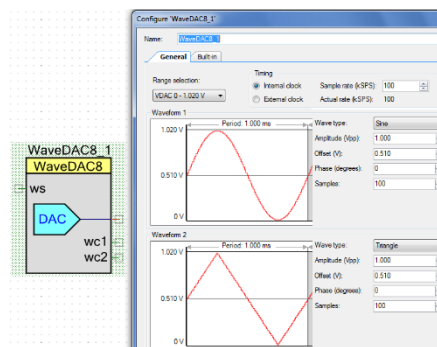 Configure 'WaveDAC8_1'
Name: WaveDAC8_1
General Built-in
Range selection:
VDAC 0 - 1.020 V
Timing
Internal clock
External clock
Sample rate (kSPS): 100
Actual rate (kSPS): 100
Waveform 1
1.020 V
Period: 1.000 ms
0.510 V
0 V
Wave type: Sine
Amplitude (Vpp): 1.000
Offset (V): 0.510
Phase (degrees): 0
Samples: 100
Waveform 2
1.020 V
Period: 1.000 ms
0.510 V
0 V
Wave type: Triangle
Amplitude (Vpp): 1.000
Offset (V): 0.510
Phase (degrees): 0
Samples: 100
WaveDAC8_1
WaveDAC8
ws
DAC
wc1
wc2